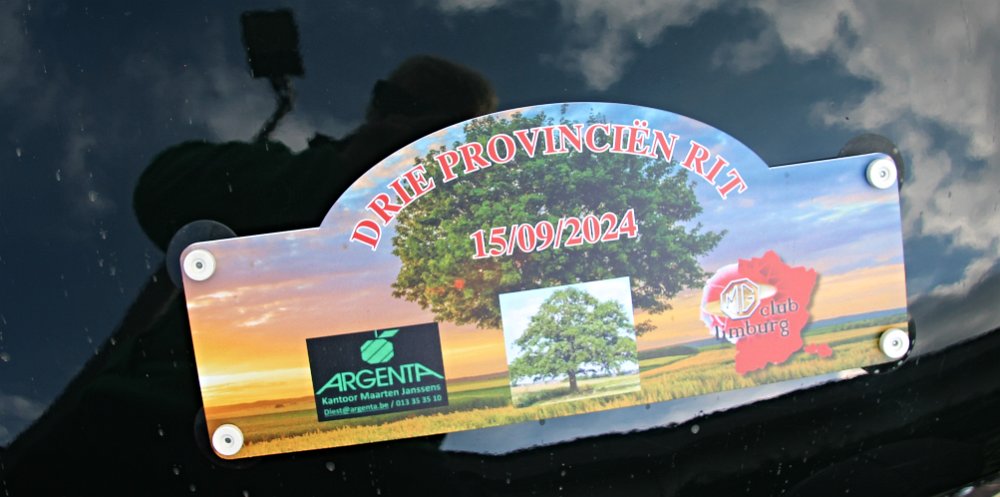 DRIE PROVINCIËN RIT
15/09/2024
ARGENTA
Kantoor Maarten Janssens
Diest@argenta.be / 013 35 35 10
MG
club
limburg